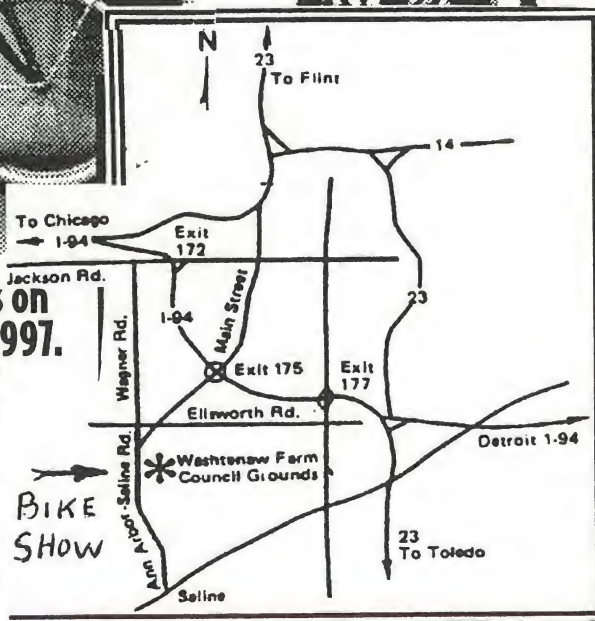 N
23
To Flint
14
To Chicago
I-94
Exit
172
Jackson Rd.
on
997.
Wagner Rd.
I-94
Main Street
23
Exit 175
Exit
177
Ellsworth Rd.
Detroit I-94
Ann Arbor-Saline Rd.
Washtenaw Farm
Council Grounds
BIKE
SHOW
23
To Toledo
Saline